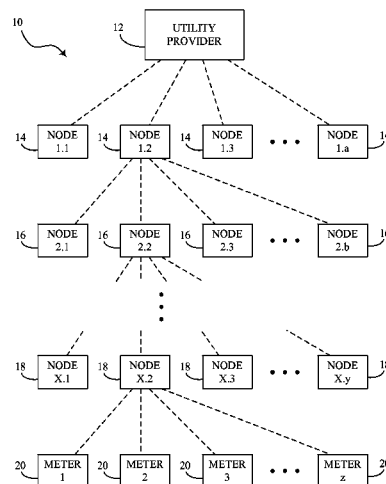 10
12
UTILITY
PROVIDER
14 NODE 1.1
14 NODE 1.2
14 NODE 1.3
NODE 1.a
16 NODE 2.1
16 NODE 2.2
16 NODE 2.3
NODE 2.b
18 NODE X.1
18 NODE X.2
18 NODE X.3
NODE X.y
20 METER 1
20 METER 2
20 METER 3
METER z 20